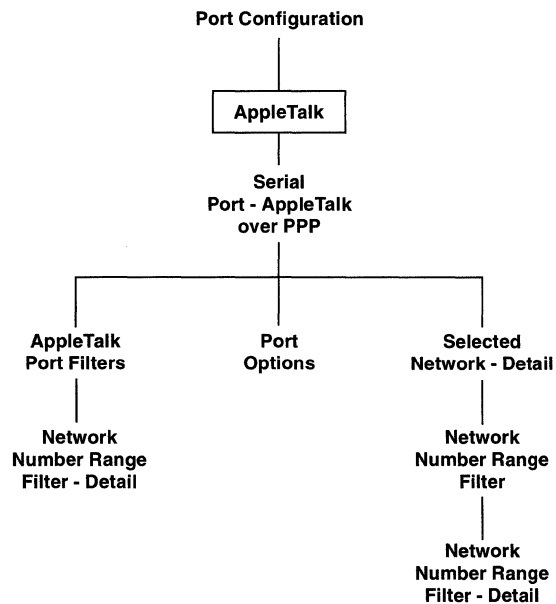 Port Configuration
AppleTalk
Serial
Port - AppleTalk
over PPP
AppleTalk
Port Filters
Port
Options
Selected
Network - Detail
Network
Number Range
Filter - Detail
Network
Number Range
Filter
Network
Number Range
Filter - Detail